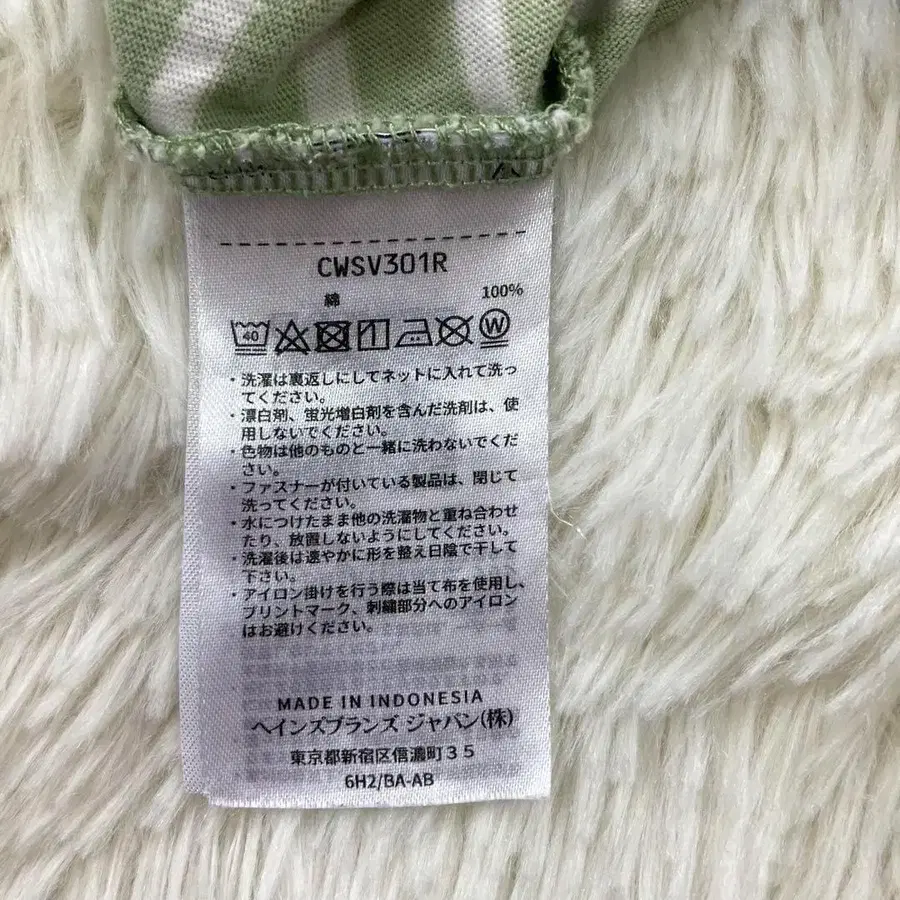 CWSV301R
綿 100%
40 W
・洗濯は裏返しにしてネットに入れて洗っ
てください。
・漂白剤、蛍光増白剤を含んだ洗剤は、使
用しないでください。
・色物は他のものと一緒に洗わないでくだ
さい。
・ファスナーが付いている製品は、閉じて
洗ってください。
・水につけたまま他の洗濯物と重ね合わせ
たり、放置しないようにしてください。
・洗濯後は速やかに形を整え日陰で干して
下さい。
・アイロン掛けを行う際は当て布を使用し、
プリントマーク、刺繍部分へのアイロン
はお避けください。
MADE IN INDONESIA
ヘインズブランズ ジャパン(株)
東京都新宿区信濃町３５
6H2/BA-AB